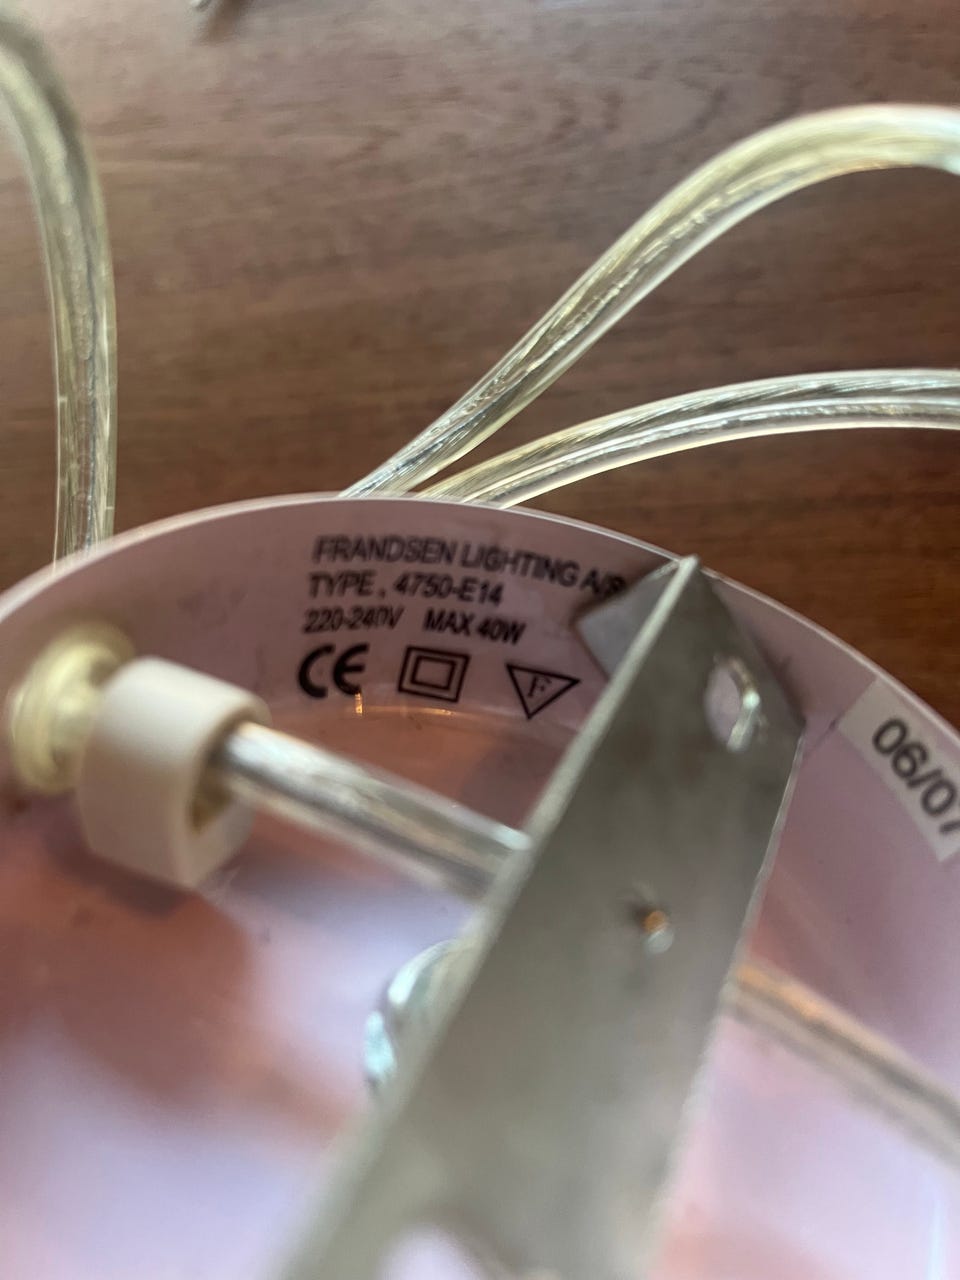 FRANDSEN LIGHTING A/S
TYPE . 4750-E14
220-240V MAX 40W
CE F
06/07